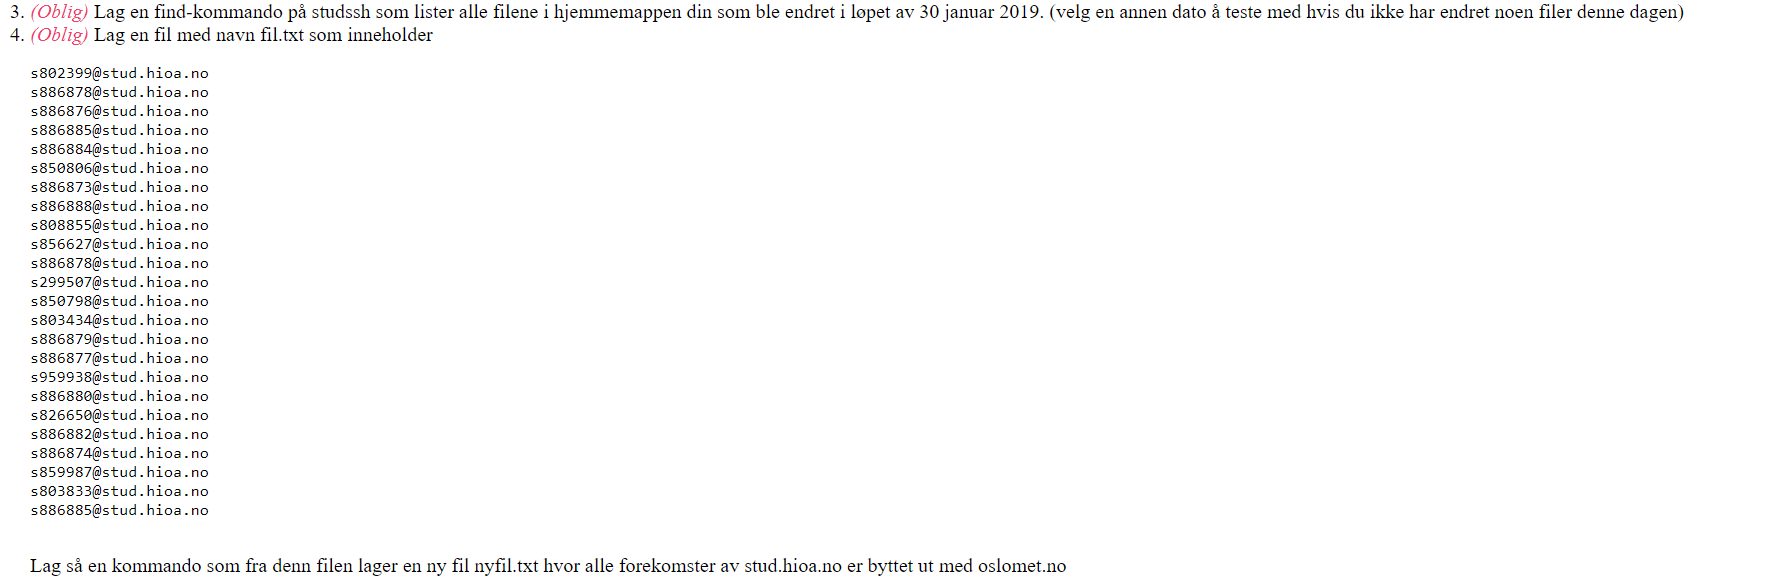 3. (Oblig) Lag en find-kommando på studssh som lister alle filene i hjemmemappen din som ble endret i løpet av 30 januar 2019. (velg en annen dato å teste med hvis du ikke har endret noen filer denne dagen)
4. (Oblig) Lag en fil med navn fil.txt som inneholder
s802399@stud.hioa.no
s886878@stud.hioa.no
s886876@stud.hioa.no
s886885@stud.hioa.no
s886884@stud.hioa.no
s850806@stud.hioa.no
s886873@stud.hioa.no
s886888@stud.hioa.no
s808855@stud.hioa.no
s856627@stud.hioa.no
s886878@stud.hioa.no
s299507@stud.hioa.no
s850798@stud.hioa.no
s803434@stud.hioa.no
s886879@stud.hioa.no
s886877@stud.hioa.no
s959938@stud.hioa.no
s886880@stud.hioa.no
s826650@stud.hioa.no
s886882@stud.hioa.no
s886874@stud.hioa.no
s859987@stud.hioa.no
s803833@stud.hioa.no
s886885@stud.hioa.no
Lag så en kommando som fra denn filen lager en ny fil nyfil.txt hvor alle forekomster av stud.hioa.no er byttet ut med oslomet.no